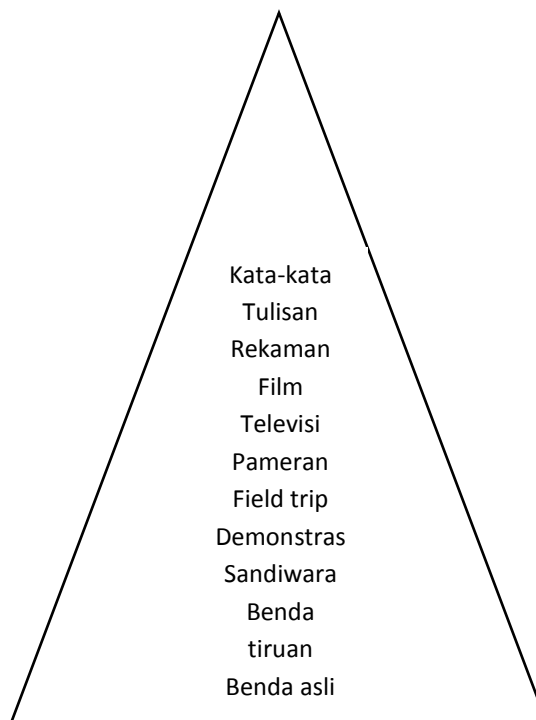 Kata-kata
Tulisan
Rekaman
Film
Televisi
Pameran
Field trip
Demonstras
Sandiwara
Benda
tiruan
Benda asli